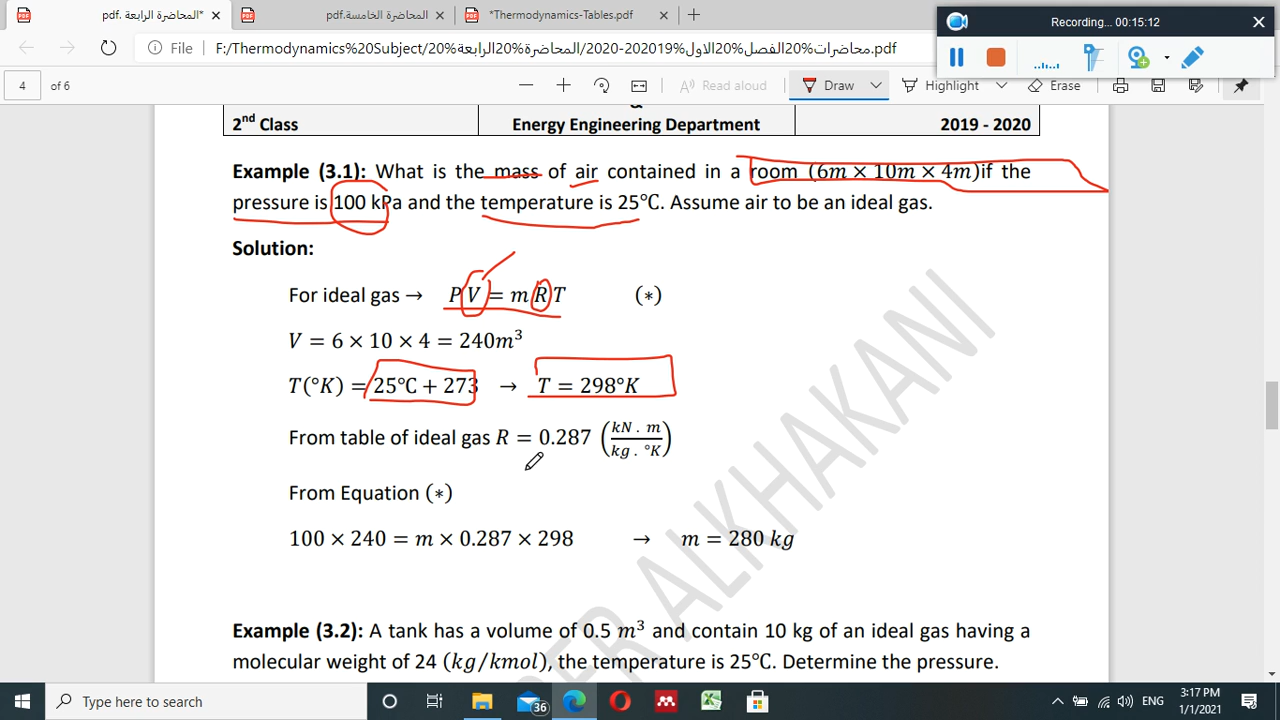 المحاضرة الرابعة.pdf*
المحاضرة الخامسة.pdf
*Thermodynamics-Tables.pdf
Recording... 00:15:12
File F:/Thermodynamics%20Subject/محاضرات%20الفصل%20الاول%202019-2020/المحاضرة%20الرابعة.pdf
4 of 6
Read aloud Draw Highlight Erase
&
2nd Class Energy Engineering Department 2019 - 2020
Example (3.1): What is the mass of air contained in a room (6m × 10m × 4m)if the
pressure is 100 kPa and the temperature is 25℃. Assume air to be an ideal gas.
Solution:
For ideal gas → PV = m R T (*)
V = 6 × 10 × 4 = 240m³
T(°K) = 25℃ + 273 → T = 298°K
From table of ideal gas R = 0.287 (kN . m / kg . °K)
From Equation (*)
100 × 240 = m × 0.287 × 298 → m = 280 kg
Example (3.2): A tank has a volume of 0.5 m³ and contain 10 kg of an ideal gas having a
molecular weight of 24 (kg/kmol), the temperature is 25℃. Determine the pressure.
ER ALKHAKANI
Type here to search
36
ENG
3:17 PM
1/1/2021